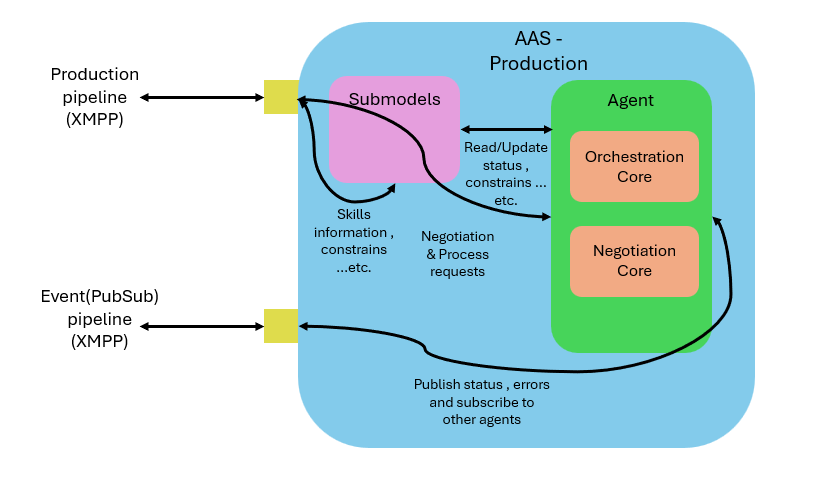 AAS -
Production
Production
pipeline
(XMPP)
Submodels
Agent
Read/Update
status ,
constrains ...
etc.
Orchestration
Core
Skills
information ,
constrains
...etc.
Negotiation
& Process
requests
Negotiation
Core
Event(PubSub)
pipeline
(XMPP)
Publish status , errors
and subscribe to
other agents